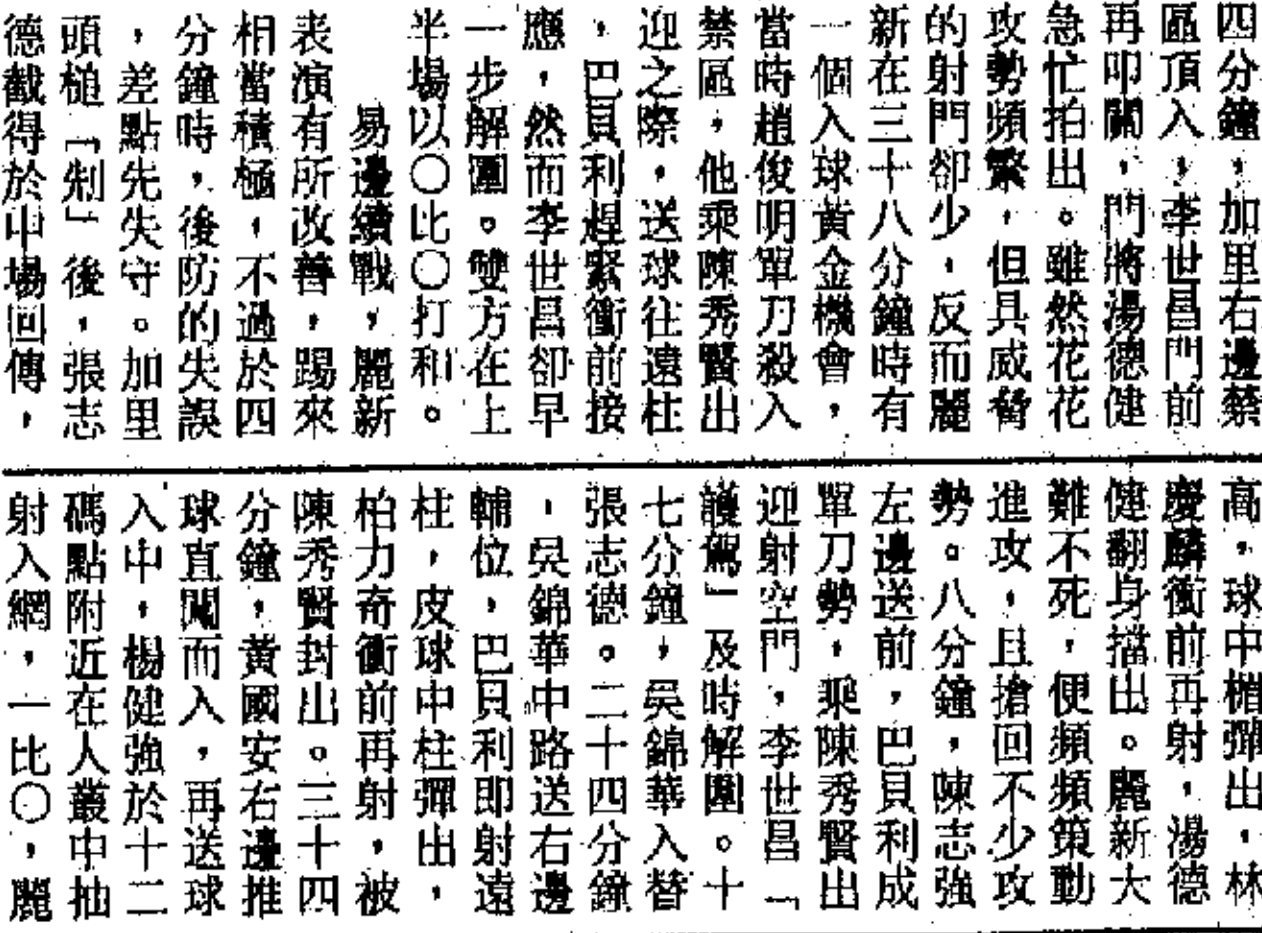 四分鐘，加里右邊禁
區頂入，李世昌門前
再叩關，門將湯德健
急忙拍出。雖然花花
攻勢頻繁，但具威脅
的射門卻少，反而麗
新在三十八分鐘時有
一個入球黃金機會，
當時趙俊明單刀殺入
禁區，他乘陳秀賢出
迎之際，送球往遠柱
，巴貝利趕緊衝前接
應，然而李世昌卻早
一步解圍。雙方在上
半場以〇比〇打和。
易邊續戰，麗新
表演有所改善，踢來
相當積極，不過於四
分鐘時，後防的失誤
，差點先失守。加里
頭槌「刜」後，張志
德截得於中場回傳，
高，球中楣彈出，林
慶麟衝前再射，湯德
健翻身擋出。麗新大
難不死，便頻頻策動
進攻，且搶回不少攻
勢。八分鐘，陳志強
左邊送前，巴貝利成
單刀勢，乘陳秀賢出
迎射空門，李世昌「
護駕」及時解圍。十
七分鐘，吳錦華入替
張志德。二十四分鐘
，吳錦華中路送右邊
輔位，巴貝利即射遠
柱，皮球中柱彈出，
柏力奇衝前再射，被
陳秀賢封出。三十四
分鐘，黃國安右邊推
球直闖而入，再送球
入中，楊健強於十二
碼點附近在人叢中抽
射入網，一比〇，麗